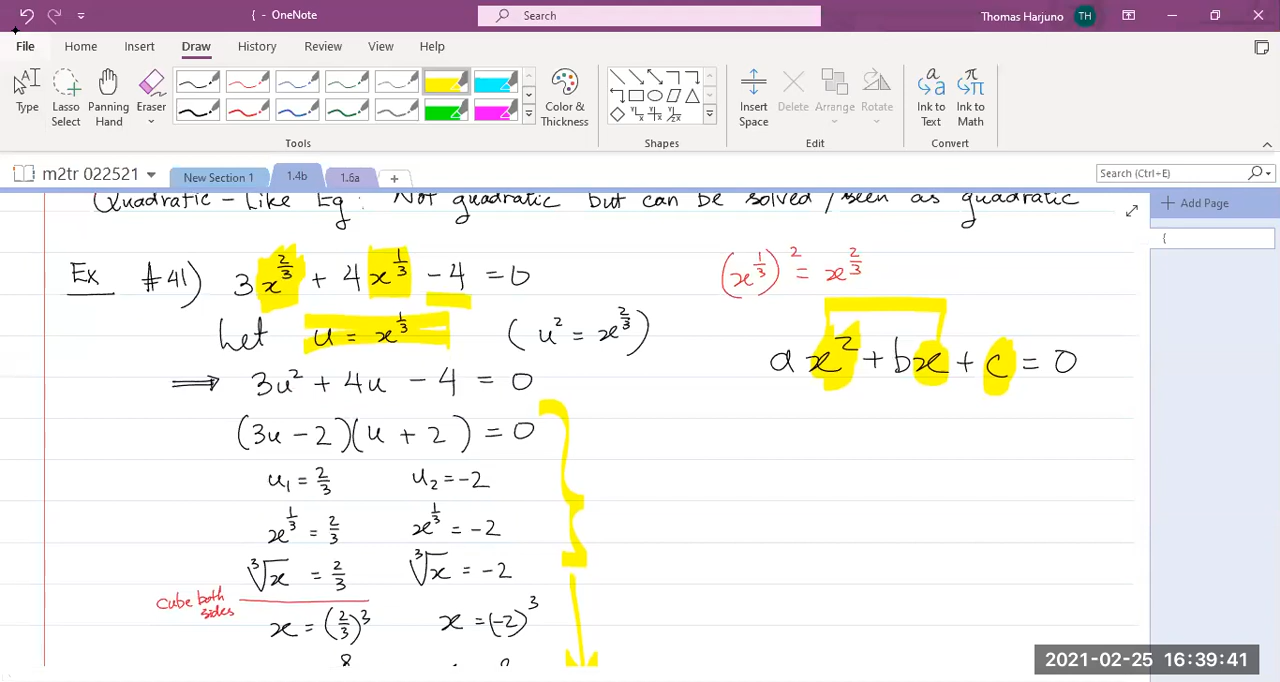 { - OneNote
Search
Thomas Harjuno TH
File Home Insert Draw History Review View Help
Type
Lasso Select
Panning Hand
Eraser
Color & Thickness
Insert Space
Delete
Arrange
Rotate
Ink to Text
Ink to Math
Tools
Shapes
Edit
Convert
m2tr 022521
New Section 1
1.4b
1.6a
Search (Ctrl+E)
Add Page
{
Quadratic - Like Eq : Not quadratic but can be solved / seen as quadratic
Ex #41) 3x^(2/3) + 4x^(1/3) - 4 = 0
(x^(1/3))^2 = x^(2/3)
Let u = x^(1/3) (u² = x^(2/3))
ax² + bx + c = 0
⟹ 3u² + 4u - 4 = 0
(3u - 2)(u + 2) = 0
u₁ = 2/3 u₂ = -2
x^(1/3) = 2/3 x^(1/3) = -2
∛x = 2/3 ∛x = -2
cube both sides
x = (2/3)³ x = (-2)³
2021-02-25 16:39:41